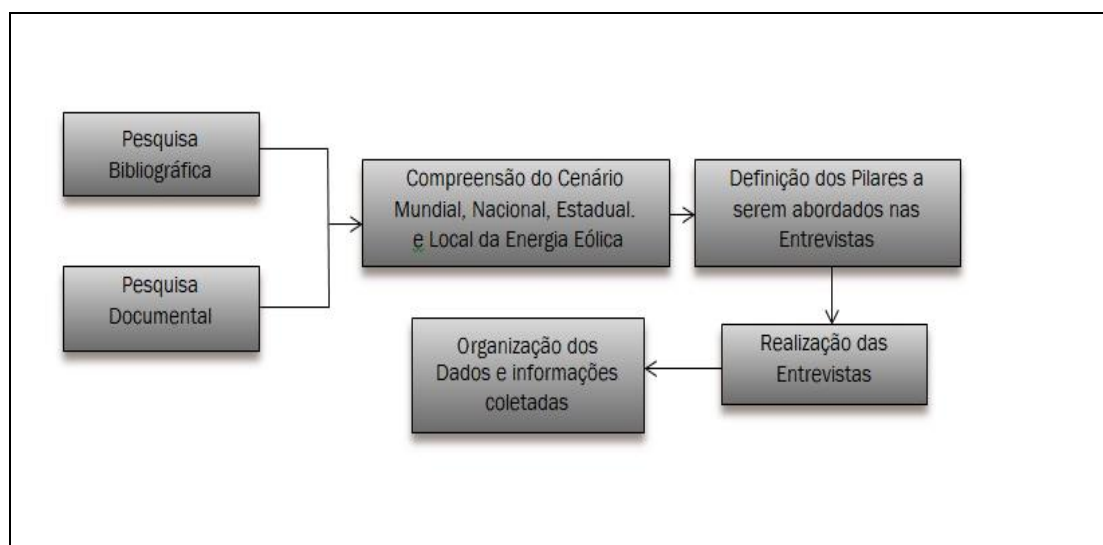 Pesquisa
Bibliográfica
Pesquisa
Documental
Compreensão do Cenário
Mundial, Nacional, Estadual.
e Local da Energia Eólica
Definição dos Pilares a
serem abordados nas
Entrevistas
Realização das
Entrevistas
Organização dos
Dados e informações
coletadas